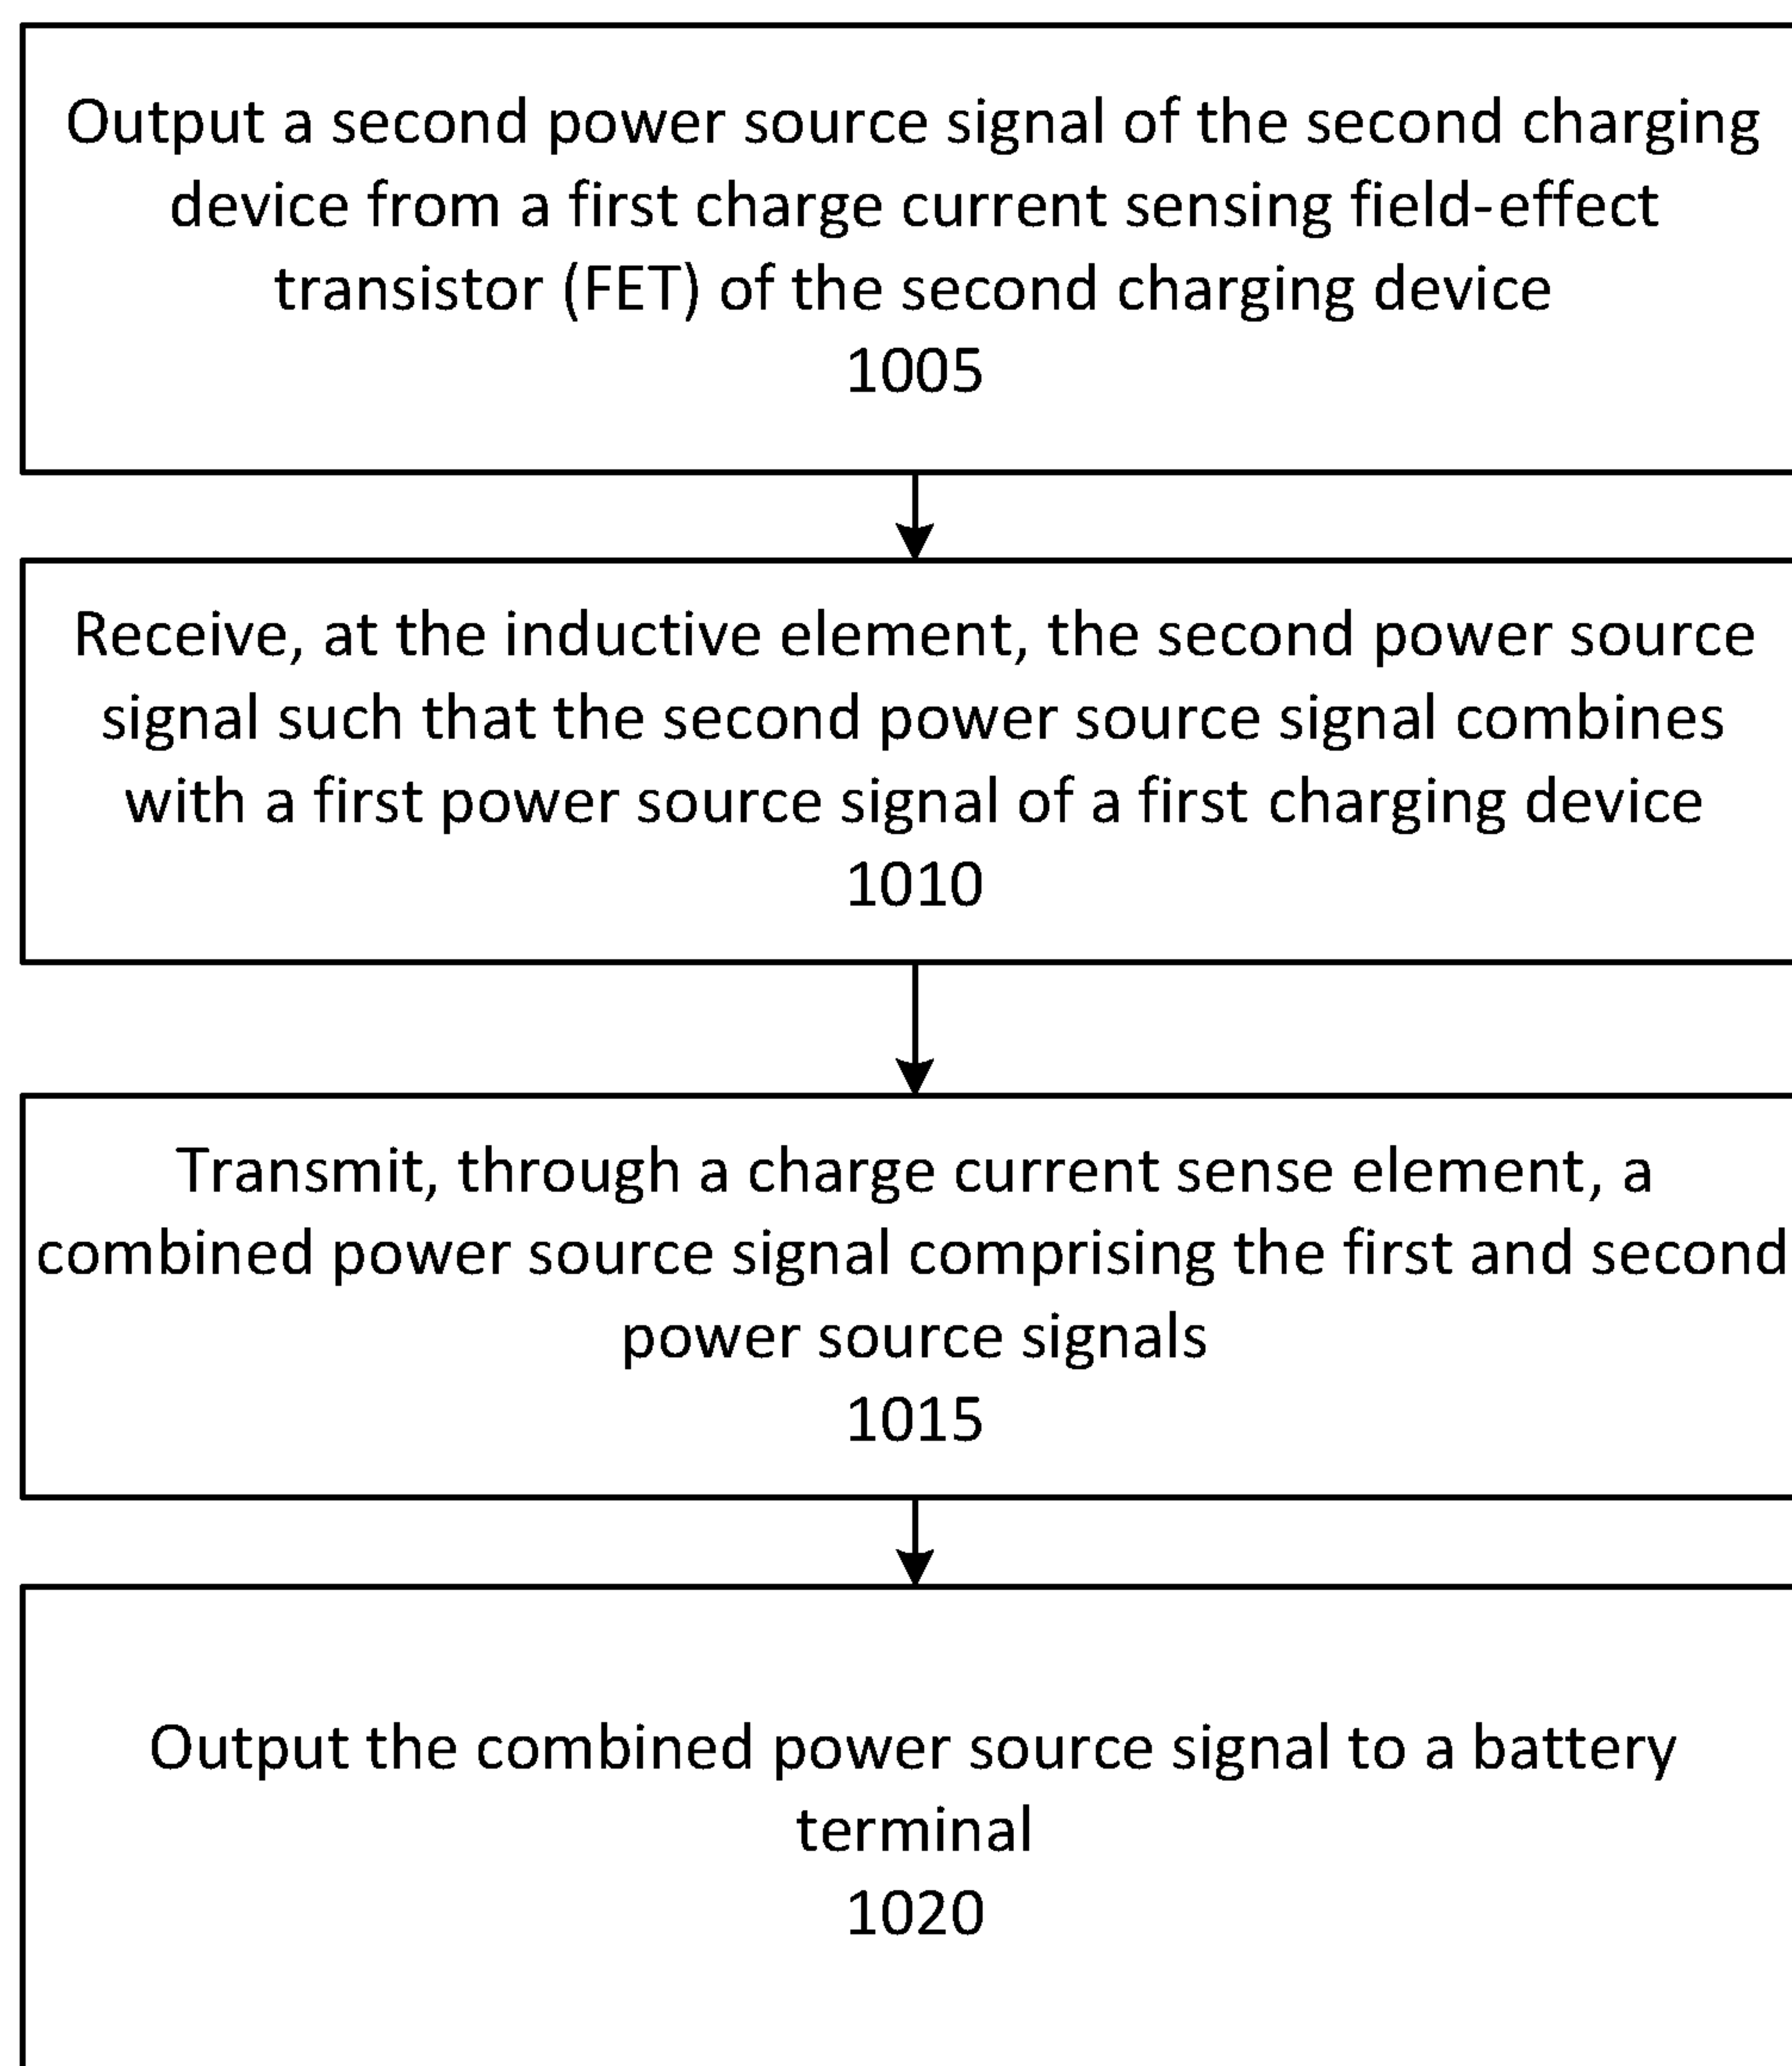 Output a second power source signal of the second charging
device from a first charge current sensing field-effect
transistor (FET) of the second charging device
1005
Receive, at the inductive element, the second power source
signal such that the second power source signal combines
with a first power source signal of a first charging device
1010
Transmit, through a charge current sense element, a
combined power source signal comprising the first and second
power source signals
1015
Output the combined power source signal to a battery
terminal
1020